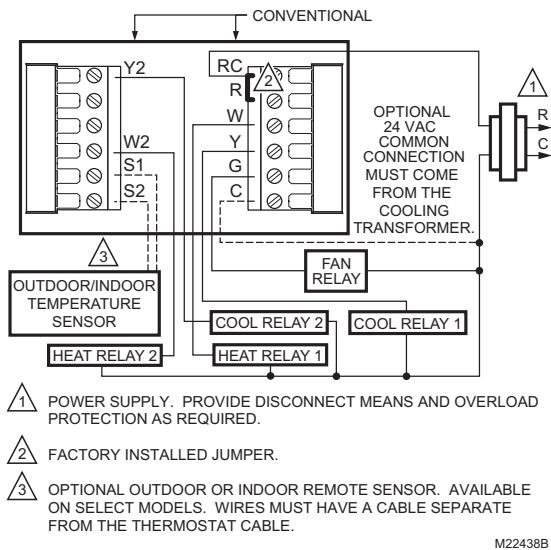 CONVENTIONAL
Y2
W2
S1
S2
RC
R
W
Y
G
C
2
1
R
C
OPTIONAL
24 VAC
COMMON
CONNECTION
MUST COME
FROM THE
COOLING
TRANSFORMER.
3
OUTDOOR/INDOOR
TEMPERATURE
SENSOR
FAN
RELAY
COOL RELAY 2
COOL RELAY 1
HEAT RELAY 2
HEAT RELAY 1
1 POWER SUPPLY. PROVIDE DISCONNECT MEANS AND OVERLOAD
PROTECTION AS REQUIRED.
2 FACTORY INSTALLED JUMPER.
3 OPTIONAL OUTDOOR OR INDOOR REMOTE SENSOR. AVAILABLE
ON SELECT MODELS. WIRES MUST HAVE A CABLE SEPARATE
FROM THE THERMOSTAT CABLE.
M22438B